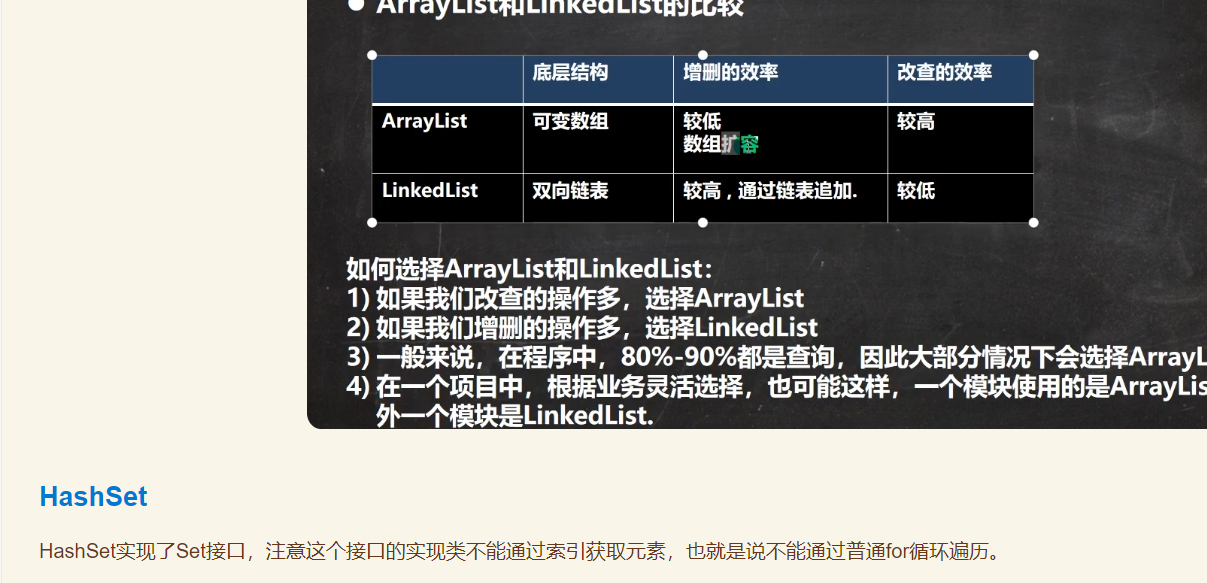 ArrayList和LinkedList的比较
底层结构 增删的效率 改查的效率
ArrayList 可变数组 较低 较高
数组扩容
LinkedList 双向链表 较高，通过链表追加. 较低
如何选择ArrayList和LinkedList：
1) 如果我们改查的操作多，选择ArrayList
2) 如果我们增删的操作多，选择LinkedList
3) 一般来说，在程序中，80%-90%都是查询，因此大部分情况下会选择ArrayL
4) 在一个项目中，根据业务灵活选择，也可能这样，一个模块使用的是ArrayLis
外一个模块是LinkedList.
HashSet
HashSet实现了Set接口，注意这个接口的实现类不能通过索引获取元素，也就是说不能通过普通for循环遍历。